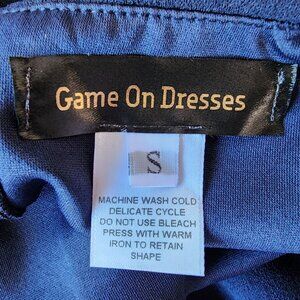 Game On Dresses
S
MACHINE WASH COLD
DELICATE CYCLE
DO NOT USE BLEACH
PRESS WITH WARM
IRON TO RETAIN
SHAPE